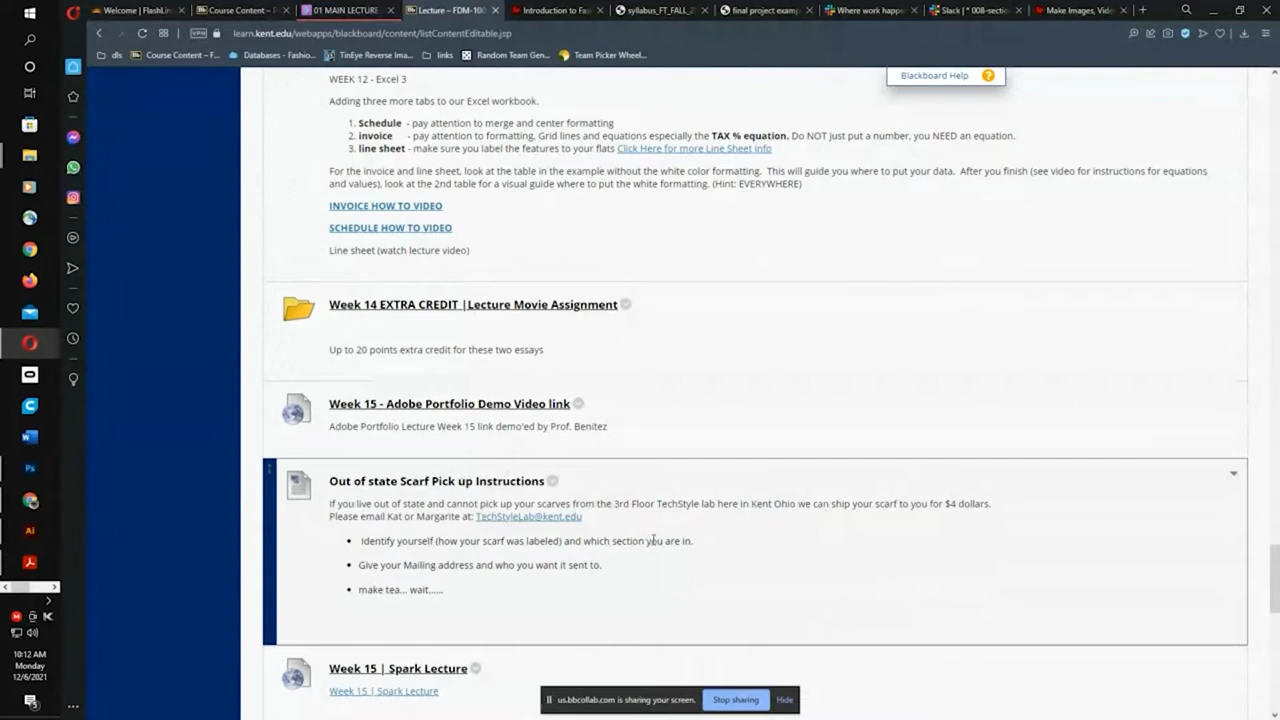 Welcome | FlashLin
Course Content – F
01 MAIN LECTURE
Lecture – FDM-100
Introduction to Fas
syllabus_FT_FALL_2
final project examp
Where work happe
Slack | * 008-section
Make Images, Video
VPN
learn.kent.edu/webapps/blackboard/content/listContentEditable.jsp
dls
Course Content – F...
Databases - Fashio...
TinEye Reverse Ima...
links
Random Team Gen...
Team Picker Wheel...
Blackboard Help
WEEK 12 - Excel 3
Adding three more tabs to our Excel workbook.
1. Schedule - pay attention to merge and center formatting
2. invoice - pay attention to formatting, Grid lines and equations especially the TAX % equation. Do NOT just put a number, you NEED an equation.
3. line sheet - make sure you label the features to your flats Click Here for more Line Sheet info
For the invoice and line sheet, look at the table in the example without the white color formatting. This will guide you where to put your data. After you finish (see video for instructions for equations
and values), look at the 2nd table for a visual guide where to put the white formatting. (Hint: EVERYWHERE)
INVOICE HOW TO VIDEO
SCHEDULE HOW TO VIDEO
Line sheet (watch lecture video)
Week 14 EXTRA CREDIT |Lecture Movie Assignment
Up to 20 points extra credit for these two essays
Week 15 - Adobe Portfolio Demo Video link
Adobe Portfolio Lecture Week 15 link demo'ed by Prof. Benitez
Out of state Scarf Pick up Instructions
If you live out of state and cannot pick up your scarves from the 3rd Floor TechStyle lab here in Kent Ohio we can ship your scarf to you for $4 dollars.
Please email Kat or Margarite at: TechStyleLab@kent.edu
• Identify yourself (how your scarf was labeled) and which section you are in.
• Give your Mailing address and who you want it sent to.
• make tea... wait......
Week 15 | Spark Lecture
Week 15 | Spark Lecture
us.bbcollab.com is sharing your screen.
Stop sharing
Hide
10:12 AM
Monday
12/6/2021